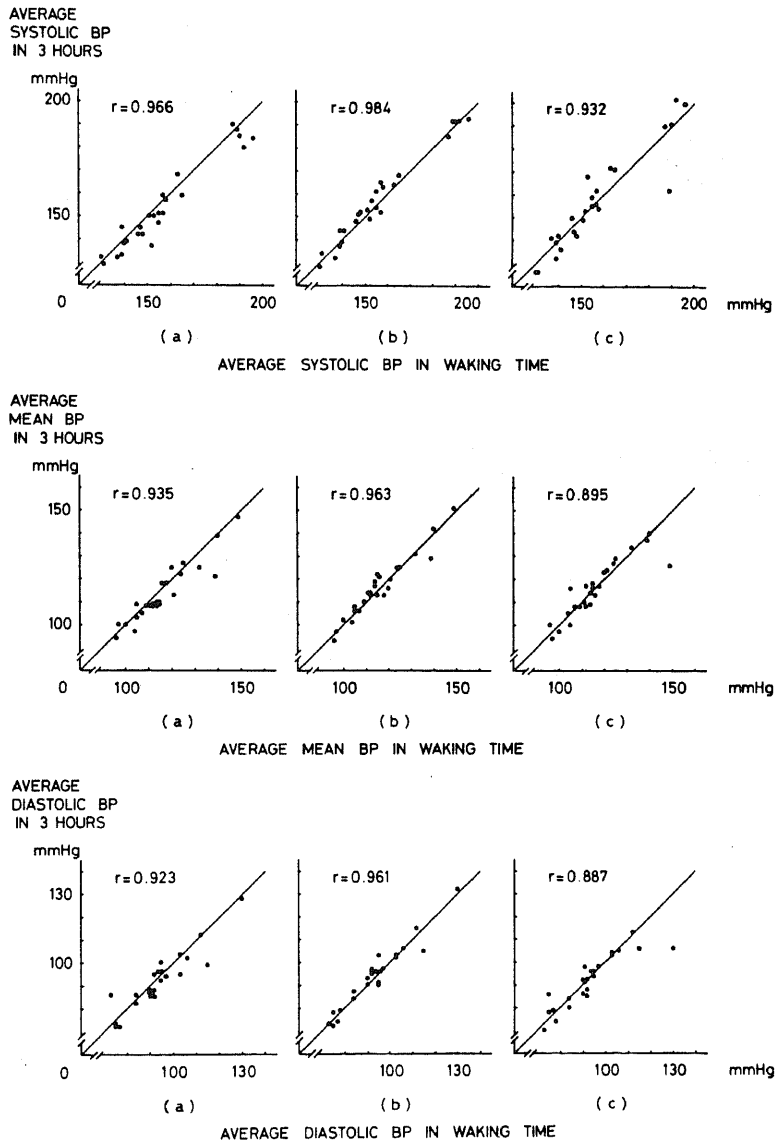 AVERAGE
SYSTOLIC BP
IN 3 HOURS
mmHg
200
r=0.966
r=0.984
r=0.932
150
0
150
200
150
200
150
200
mmHg
(a)
(b)
(c)
AVERAGE SYSTOLIC BP IN WAKING TIME
AVERAGE
MEAN BP
IN 3 HOURS
mmHg
150
r=0.935
r=0.963
r=0.895
100
0
100
150
100
150
100
150
mmHg
(a)
(b)
(c)
AVERAGE MEAN BP IN WAKING TIME
AVERAGE
DIASTOLIC BP
IN 3 HOURS
mmHg
r=0.923
r=0.961
r=0.887
130
100
0
100
130
100
130
100
130
mmHg
(a)
(b)
(c)
AVERAGE DIASTOLIC BP IN WAKING TIME